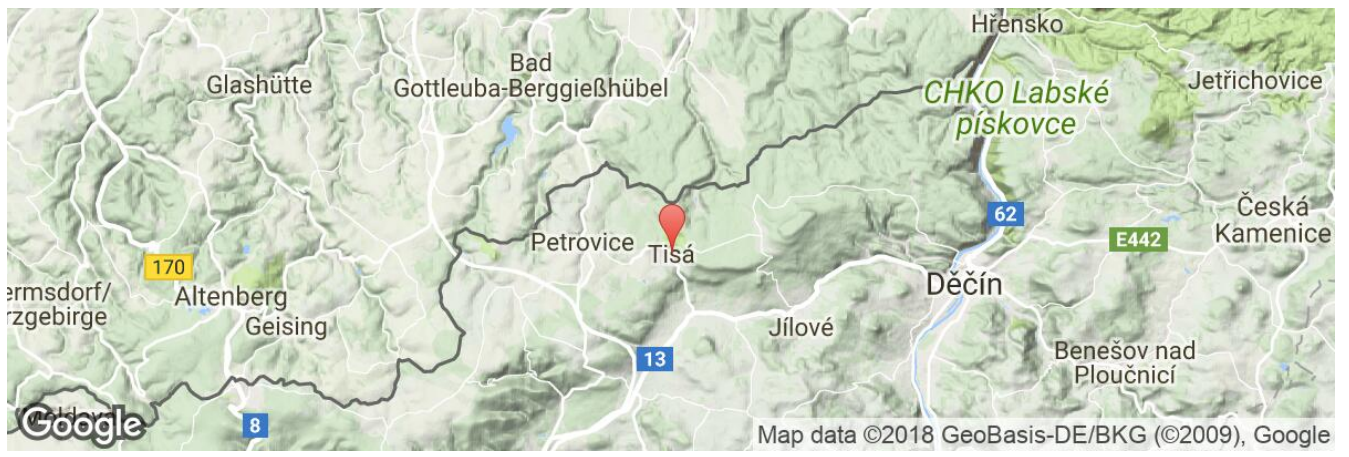 Hřensko
Bad
Gottleuba-Berggießhübel
Glashütte
CHKO Labské
pískovce
Jetřichovice
Česká
Kamenice
62
E442
Petrovice
Tisá
170
Altenberg
Geising
ermsdorf/
rzgebirge
Děčín
Jílové
13
Benešov nad
Ploučnicí
8
Moldava
Google
Map data ©2018 GeoBasis-DE/BKG (©2009), Google